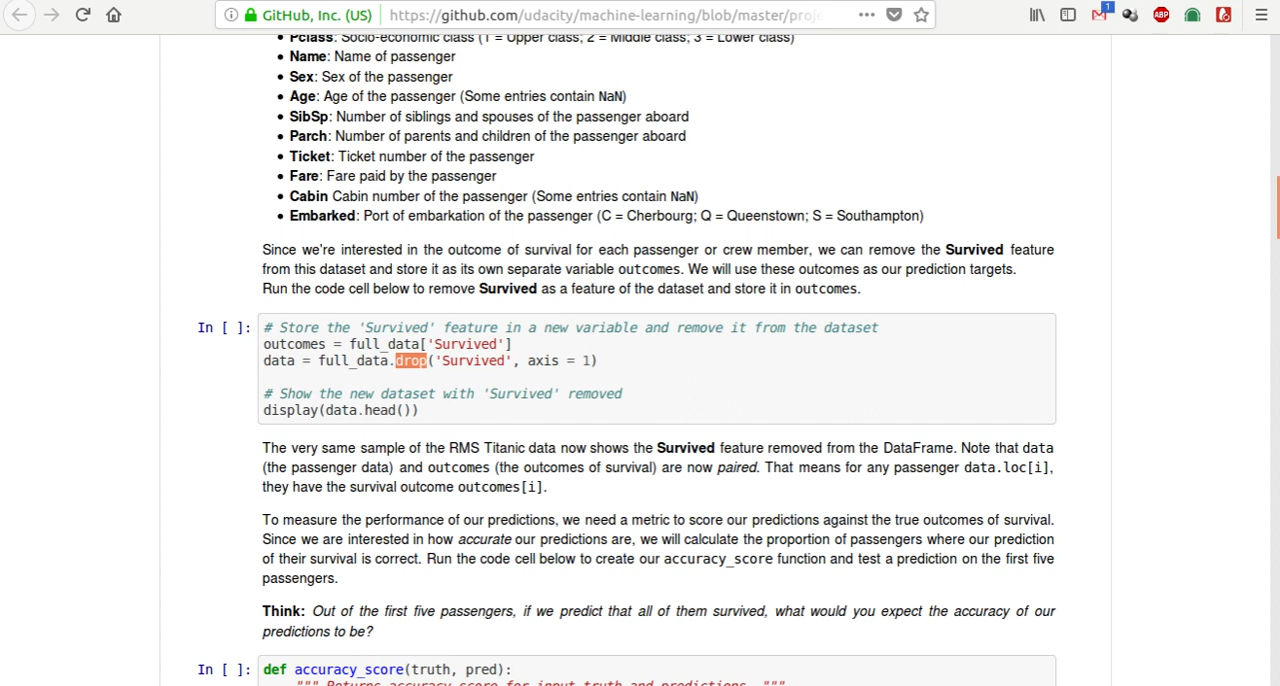 GitHub, Inc. (US) https://github.com/udacity/machine-learning/blob/master/proje
1
ABP
Pclass: Socio-economic class (1 = Upper class; 2 = Middle class; 3 = Lower class)
Name: Name of passenger
Sex: Sex of the passenger
Age: Age of the passenger (Some entries contain NaN)
SibSp: Number of siblings and spouses of the passenger aboard
Parch: Number of parents and children of the passenger aboard
Ticket: Ticket number of the passenger
Fare: Fare paid by the passenger
Cabin Cabin number of the passenger (Some entries contain NaN)
Embarked: Port of embarkation of the passenger (C = Cherbourg; Q = Queenstown; S = Southampton)
Since we're interested in the outcome of survival for each passenger or crew member, we can remove the Survived feature
from this dataset and store it as its own separate variable outcomes. We will use these outcomes as our prediction targets.
Run the code cell below to remove Survived as a feature of the dataset and store it in outcomes.
In [ ]: # Store the 'Survived' feature in a new variable and remove it from the dataset
outcomes = full_data['Survived']
data = full_data.drop('Survived', axis = 1)
# Show the new dataset with 'Survived' removed
display(data.head())
The very same sample of the RMS Titanic data now shows the Survived feature removed from the DataFrame. Note that data
(the passenger data) and outcomes (the outcomes of survival) are now paired. That means for any passenger data.loc[i],
they have the survival outcome outcomes[i].
To measure the performance of our predictions, we need a metric to score our predictions against the true outcomes of survival.
Since we are interested in how accurate our predictions are, we will calculate the proportion of passengers where our prediction
of their survival is correct. Run the code cell below to create our accuracy_score function and test a prediction on the first five
passengers.
Think: Out of the first five passengers, if we predict that all of them survived, what would you expect the accuracy of our
predictions to be?
In [ ]: def accuracy_score(truth, pred):
""" Returns accuracy score for input truth and predictions. """